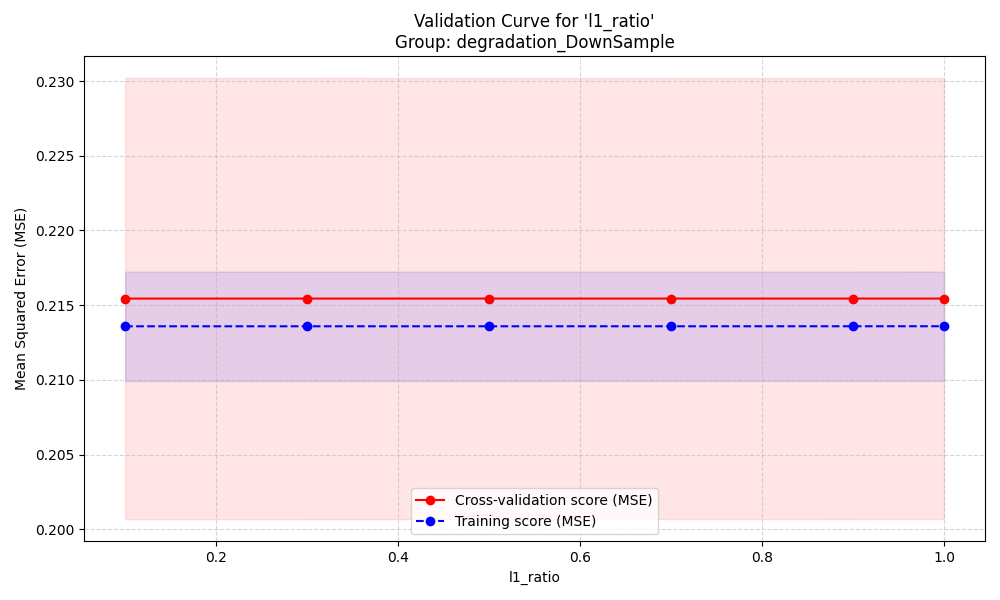 Validation Curve for 'l1_ratio'
Group: degradation_DownSample
Mean Squared Error (MSE)
0.230
0.225
0.220
0.215
0.210
0.205
0.200
Cross-validation score (MSE)
Training score (MSE)
0.2
0.4
0.6
0.8
1.0
l1_ratio